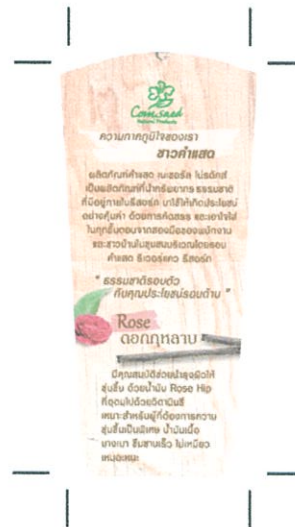 Comsaed
Natural Products
ความภาคภูมิใจของเรา
ชาวคำแสด
ผลิตภัณฑ์คำแสด เนเชอรัล โปรดักส์
เป็นผลิตภัณฑ์ที่นำทรัพยากร ธรรมชาติ
ที่มีอยู่ภายในรีสอร์ท มาใช้ให้เกิดประโยชน์
อย่างคุ้มค่า ด้วยการคัดสรร และเอาใจใส่
ในทุกขั้นตอนจากสองมือของพนักงาน
และชาวบ้านในชุมชนบริเวณโดยรอบ
คำแสด ริเวอร์แคว รีสอร์ท
" ธรรมชาติรอบตัว
กับคุณประโยชน์รอบด้าน "
Rose
ดอกกุหลาบ
มีคุณสมบัติช่วยบำรุงผิวให้
ชุ่มชื้น ด้วยน้ำมัน Rose Hip
ที่อุดมไปด้วยวิตามินซี
เหมาะสำหรับผู้ที่ต้องการความ
ชุ่มชื้นเป็นพิเศษ น้ำมันเนื้อ
บางเบา ซึมซาบเร็ว ไม่เหนียว
เหนอะหนะ